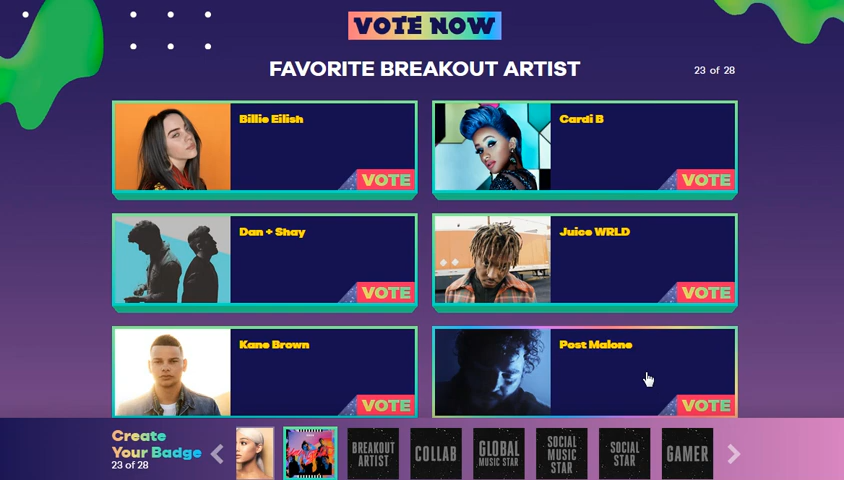 VOTE NOW
FAVORITE BREAKOUT ARTIST
23 of 28
Billie Eilish
VOTE
Cardi B
VOTE
Dan + Shay
VOTE
Juice WRLD
VOTE
Kane Brown
VOTE
Post Malone
VOTE
Create
Your Badge
23 of 28
BREAKOUT
ARTIST
COLLAB
GLOBAL
MUSIC STAR
SOCIAL
MUSIC
STAR
SOCIAL
STAR
GAMER